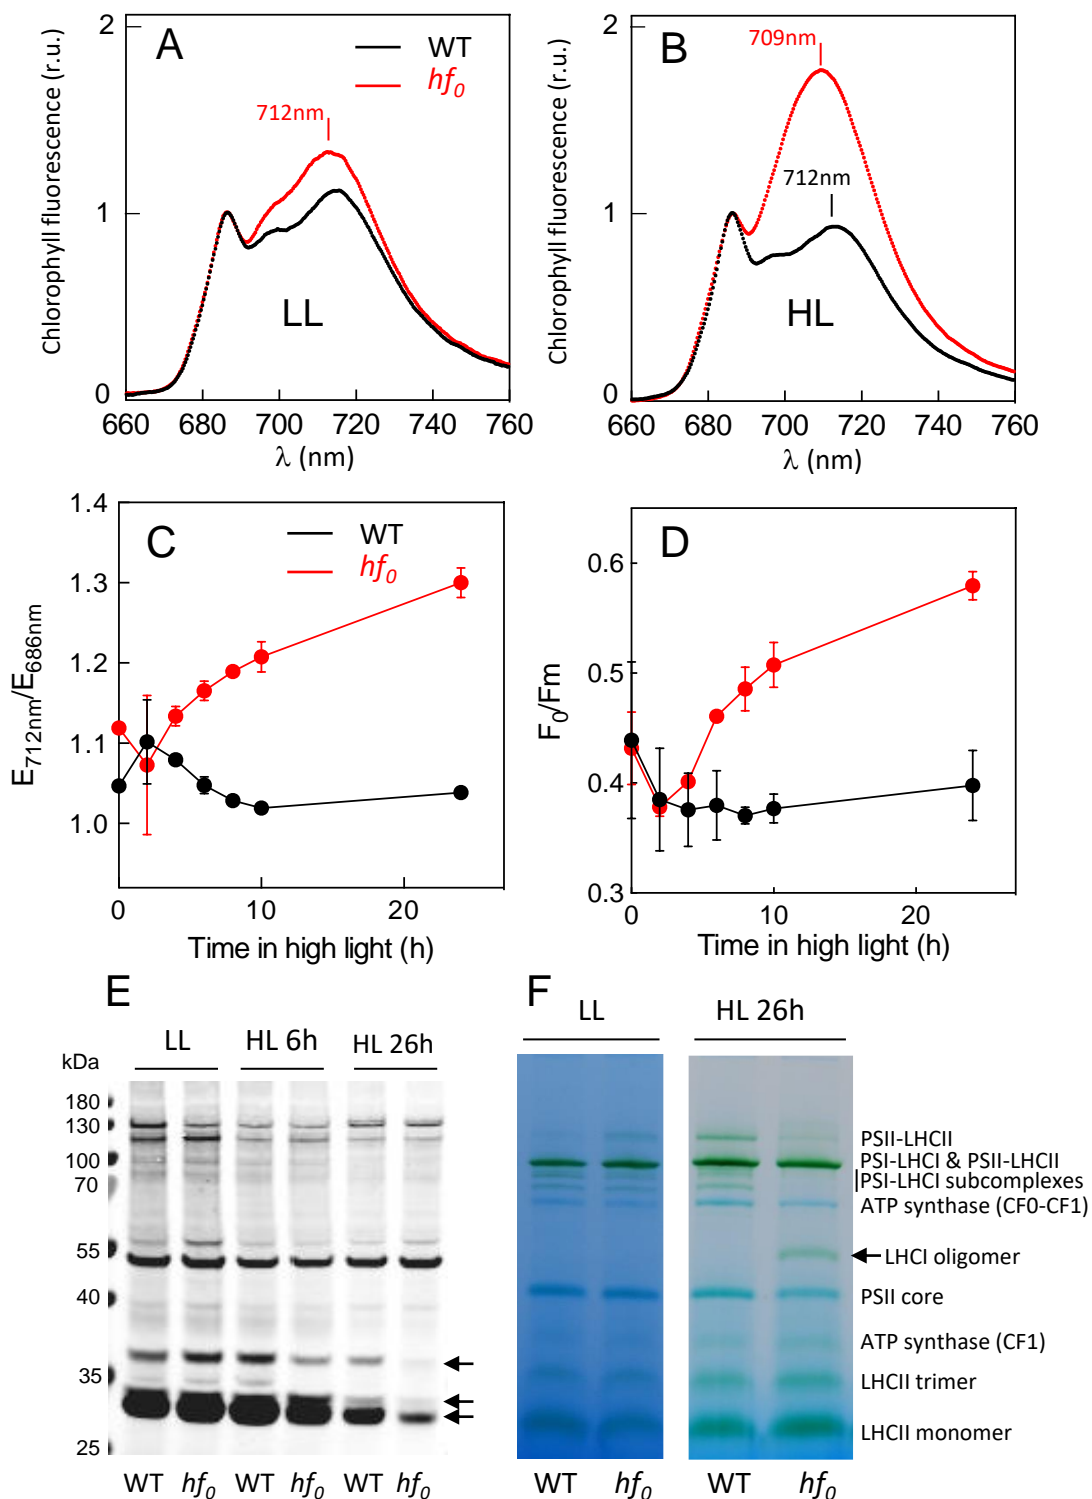 A
WT
hf0
712nm
LL
2
1
0
Chlorophyll fluorescence (r.u.)
660 680 700 720 740 760
λ (nm)
B
709nm
712nm
HL
2
1
0
Chlorophyll fluorescence (r.u.)
660 680 700 720 740 760
λ (nm)
C
WT
hf0
1.4
1.3
1.2
1.1
1.0
E712nm/E686nm
0 10 20
Time in high light (h)
D
0.6
0.5
0.4
0.3
F0/Fm
0 10 20
Time in high light (h)
E
LL HL 6h HL 26h
kDa
180
130
100
70
55
40
35
25
WT hf0 WT hf0 WT hf0
F
LL HL 26h
PSII-LHCII
PSI-LHCI & PSII-LHCII
PSI-LHCI subcomplexes
ATP synthase (CF0-CF1)
LHCI oligomer
PSII core
ATP synthase (CF1)
LHCII trimer
LHCII monomer
WT hf0 WT hf0